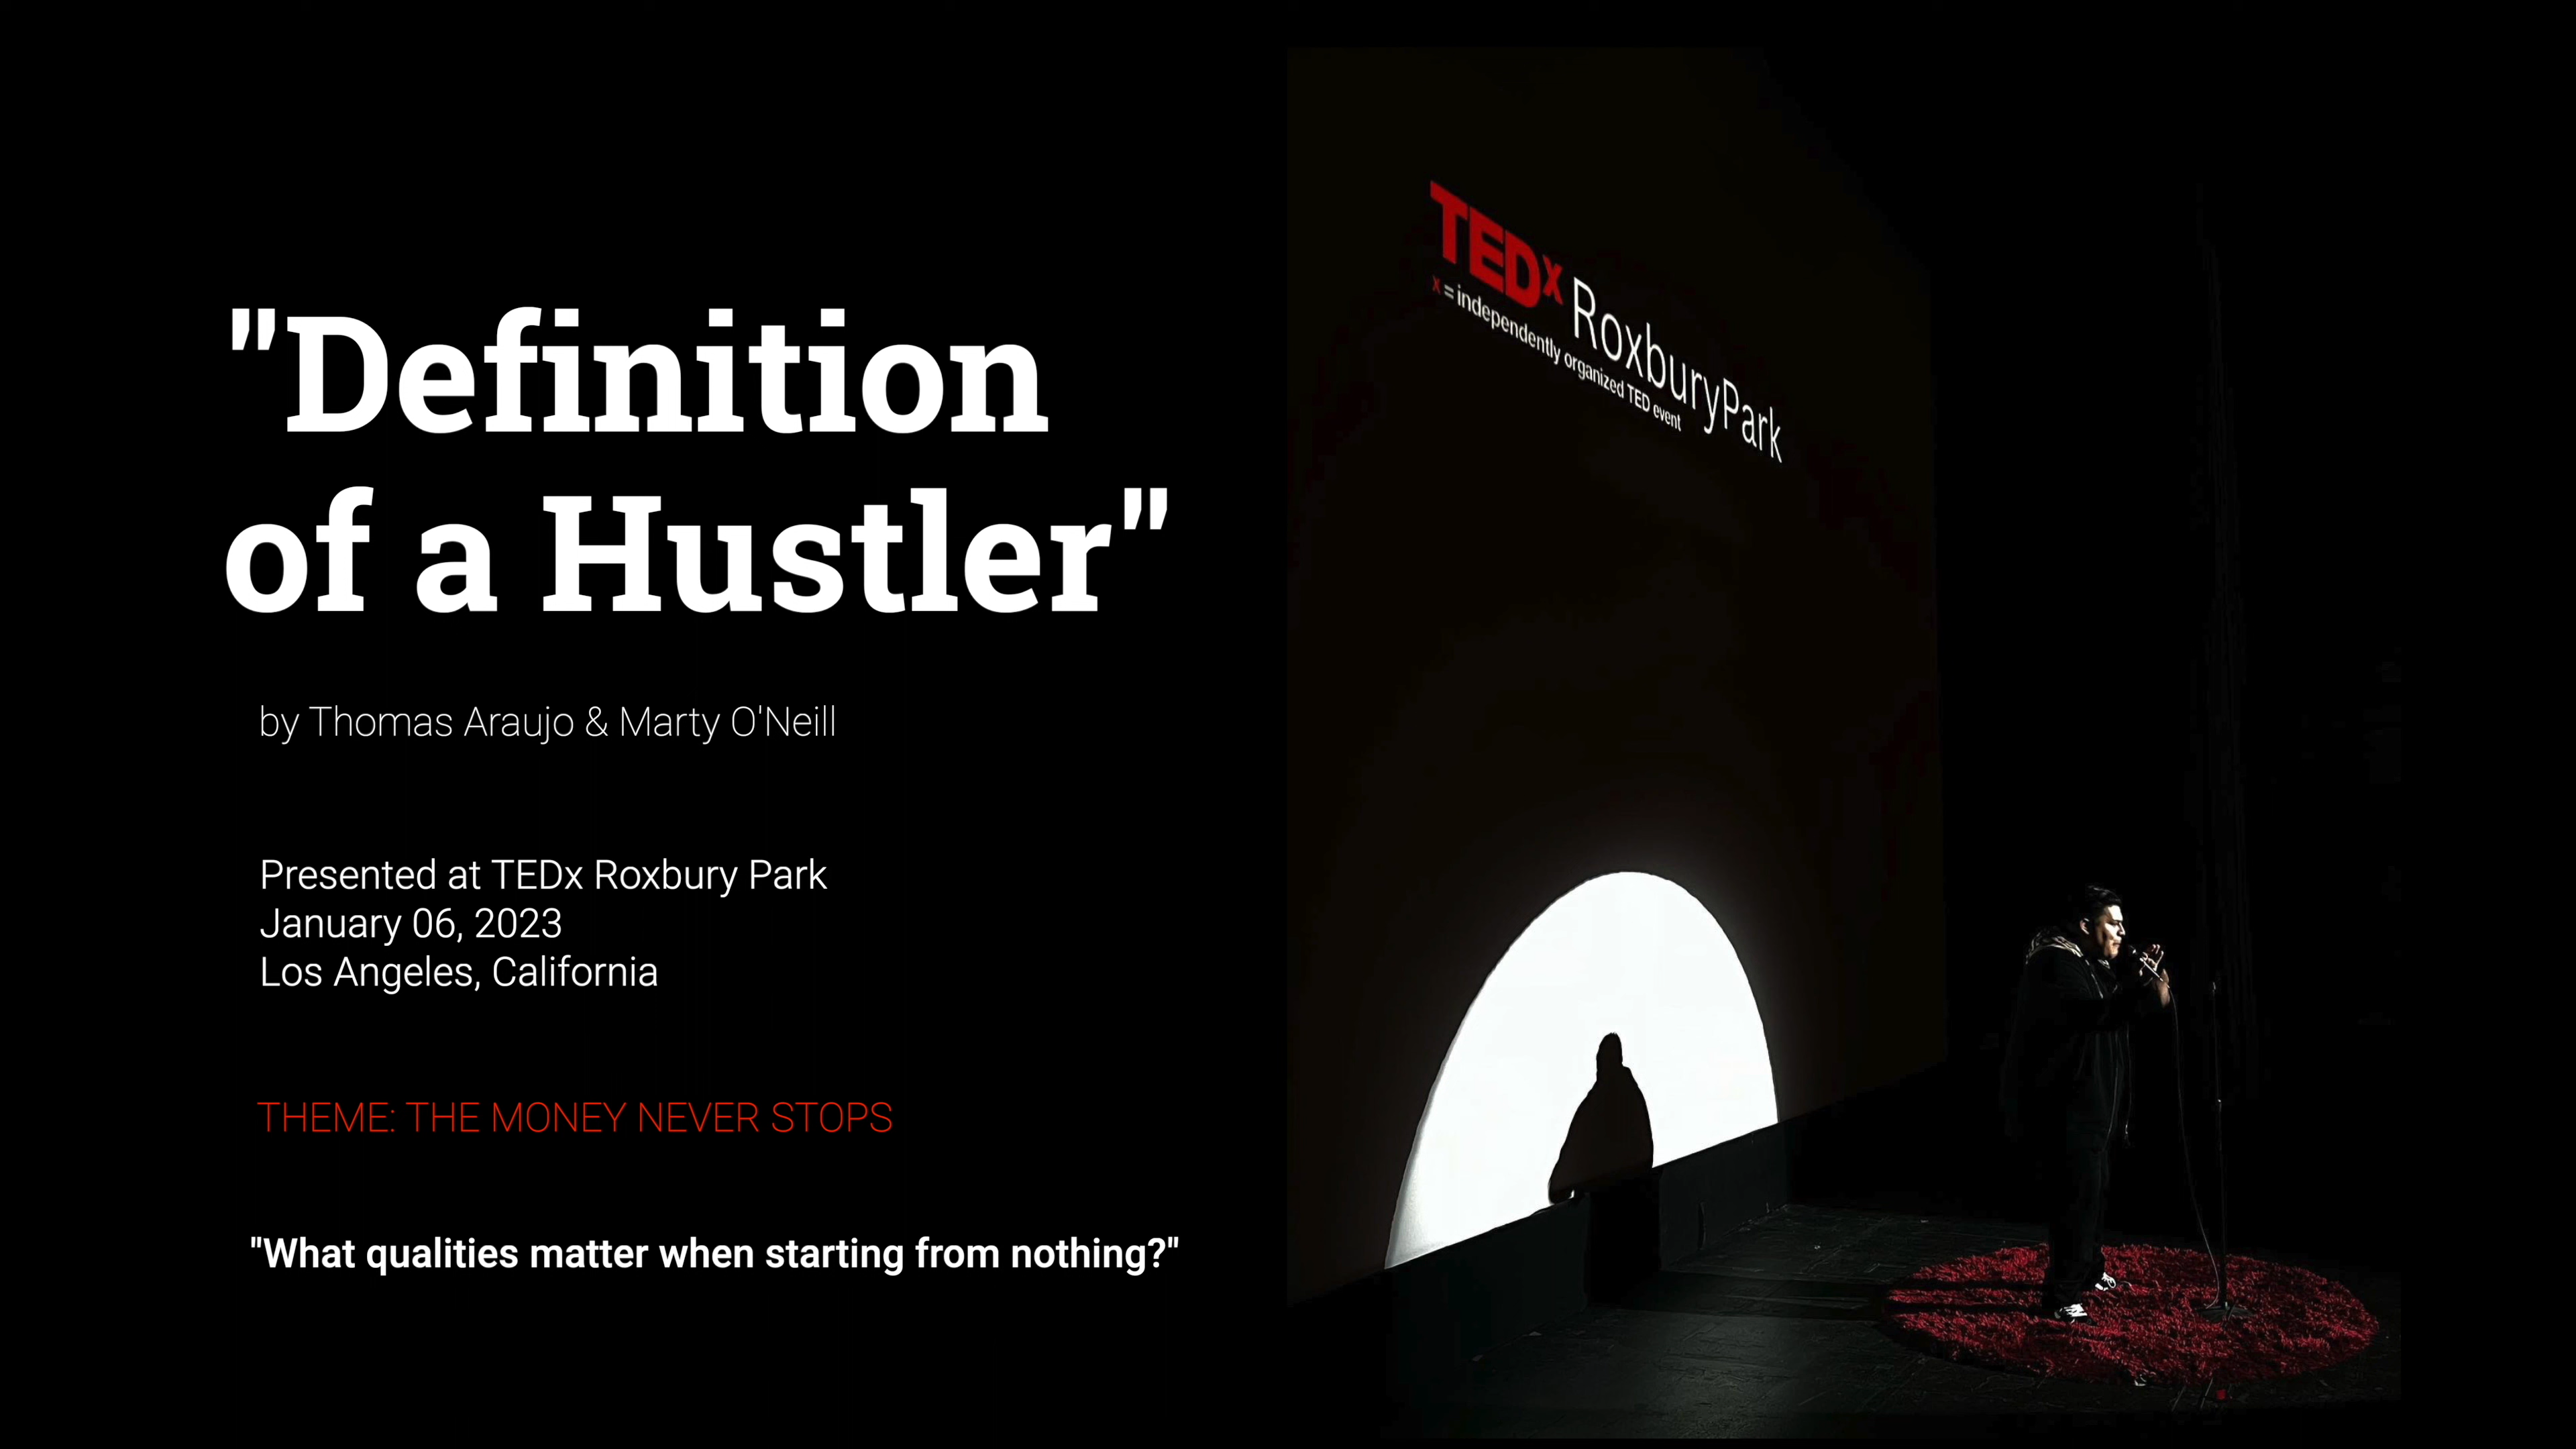 "Definition
of a Hustler"
by Thomas Araujo & Marty O'Neill
Presented at TEDx Roxbury Park
January 06, 2023
Los Angeles, California
THEME: THE MONEY NEVER STOPS
"What qualities matter when starting from nothing?"
TEDx RoxburyPark
x = independently organized TED event